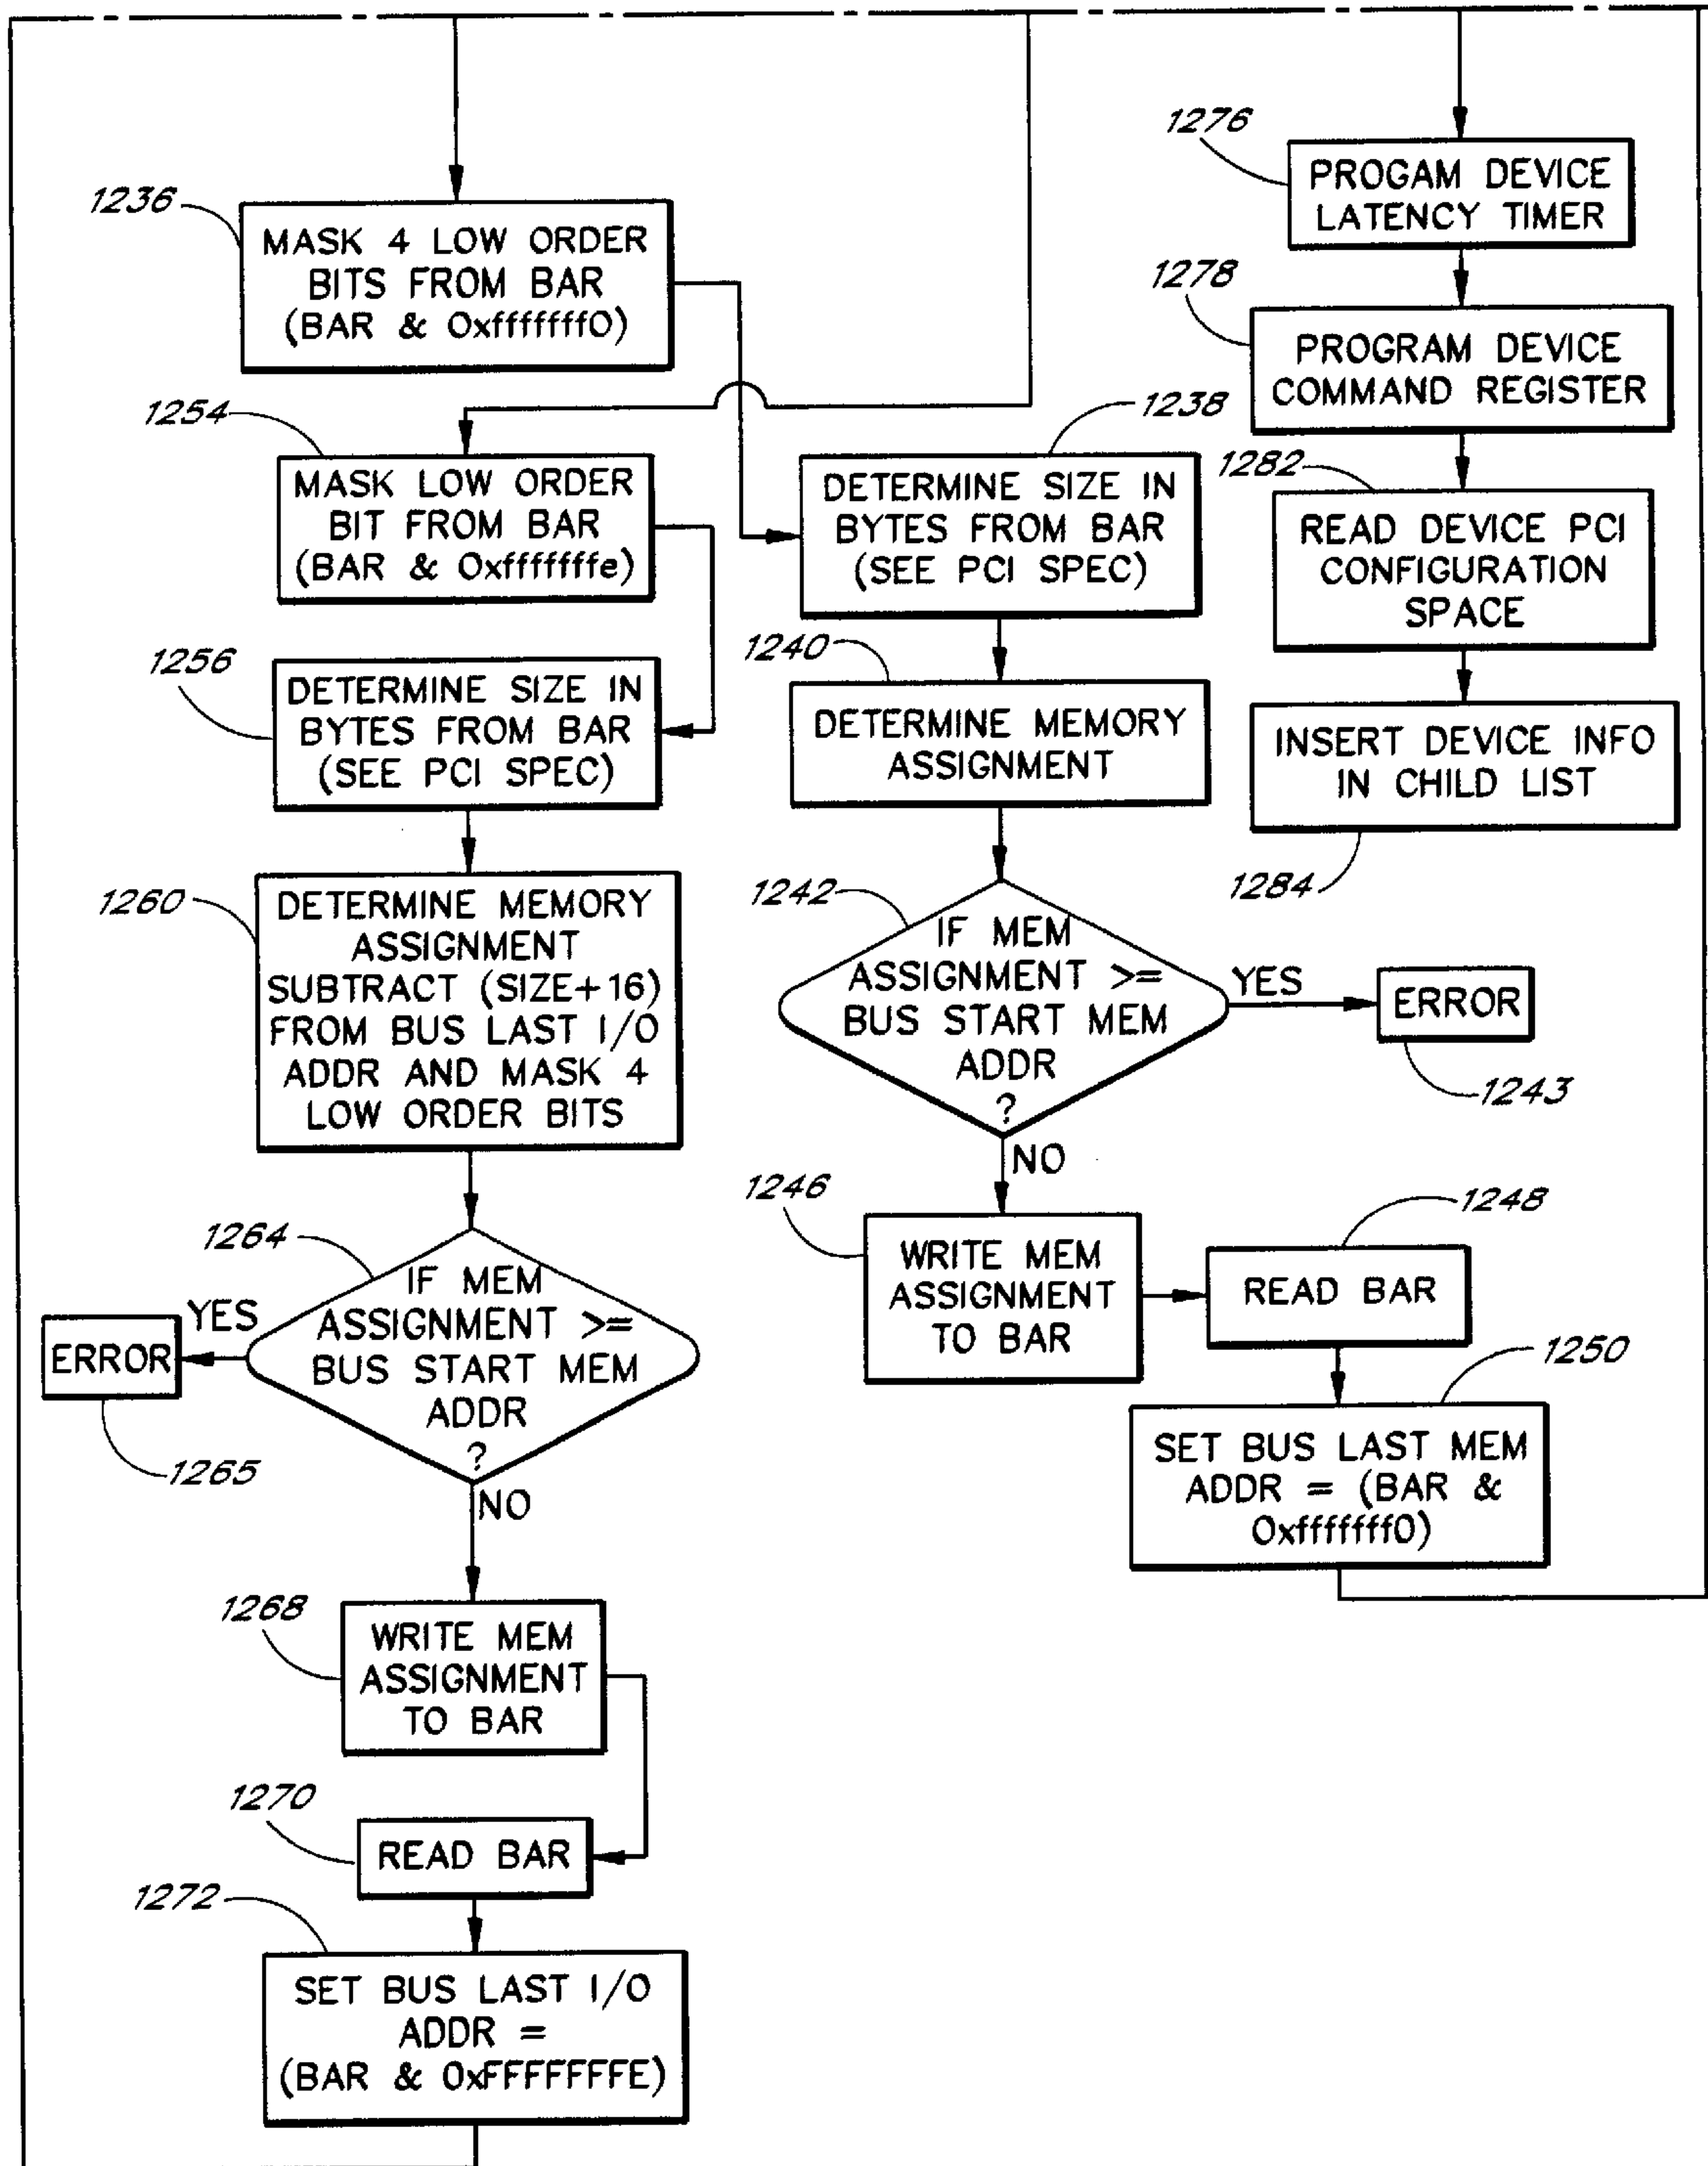 1236
MASK 4 LOW ORDER
BITS FROM BAR
(BAR & 0xfffffff0)
1254
MASK LOW ORDER
BIT FROM BAR
(BAR & 0xfffffffe)
1256
DETERMINE SIZE IN
BYTES FROM BAR
(SEE PCI SPEC)
1260
DETERMINE MEMORY
ASSIGNMENT
SUBTRACT (SIZE+16)
FROM BUS LAST I/O
ADDR AND MASK 4
LOW ORDER BITS
1264
IF MEM
ASSIGNMENT >=
BUS START MEM
ADDR
?
YES
ERROR
1265
NO
1268
WRITE MEM
ASSIGNMENT
TO BAR
1270
READ BAR
1272
SET BUS LAST I/O
ADDR =
(BAR & 0xFFFFFFFE)
1238
DETERMINE SIZE IN
BYTES FROM BAR
(SEE PCI SPEC)
1240
DETERMINE MEMORY
ASSIGNMENT
1242
IF MEM
ASSIGNMENT >=
BUS START MEM
ADDR
?
YES
ERROR
1243
NO
1246
WRITE MEM
ASSIGNMENT
TO BAR
1248
READ BAR
1250
SET BUS LAST MEM
ADDR = (BAR &
0xfffffff0)
1276
PROGAM DEVICE
LATENCY TIMER
1278
PROGRAM DEVICE
COMMAND REGISTER
1282
READ DEVICE PCI
CONFIGURATION
SPACE
INSERT DEVICE INFO
IN CHILD LIST
1284